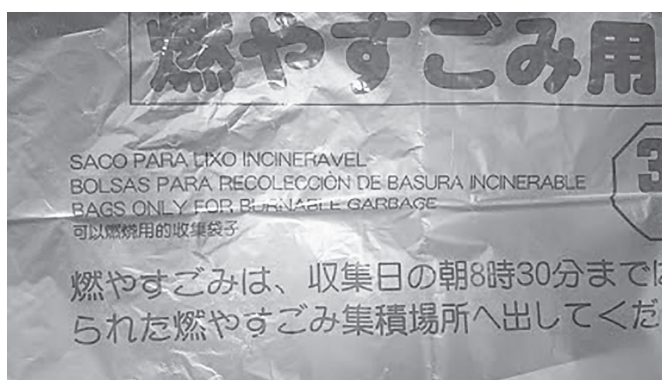 燃やすごみ用
3
SACO PARA LIXO INCINERAVEL
BOLSAS PARA RECOLECCIÒN DE BASURA INCINERABLE
BAGS ONLY FOR BURNABLE GARBAGE
可以燃焼用的收集袋子
燃やすごみは、収集日の朝8時30分まで
られた燃やすごみ集積場所へ出してくだ